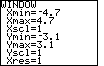 WINDOW
Xmin=-4.7
Xmax=4.7
Xscl=1
Ymin=-3.1
Ymax=3.1
Yscl=1
Xres=1